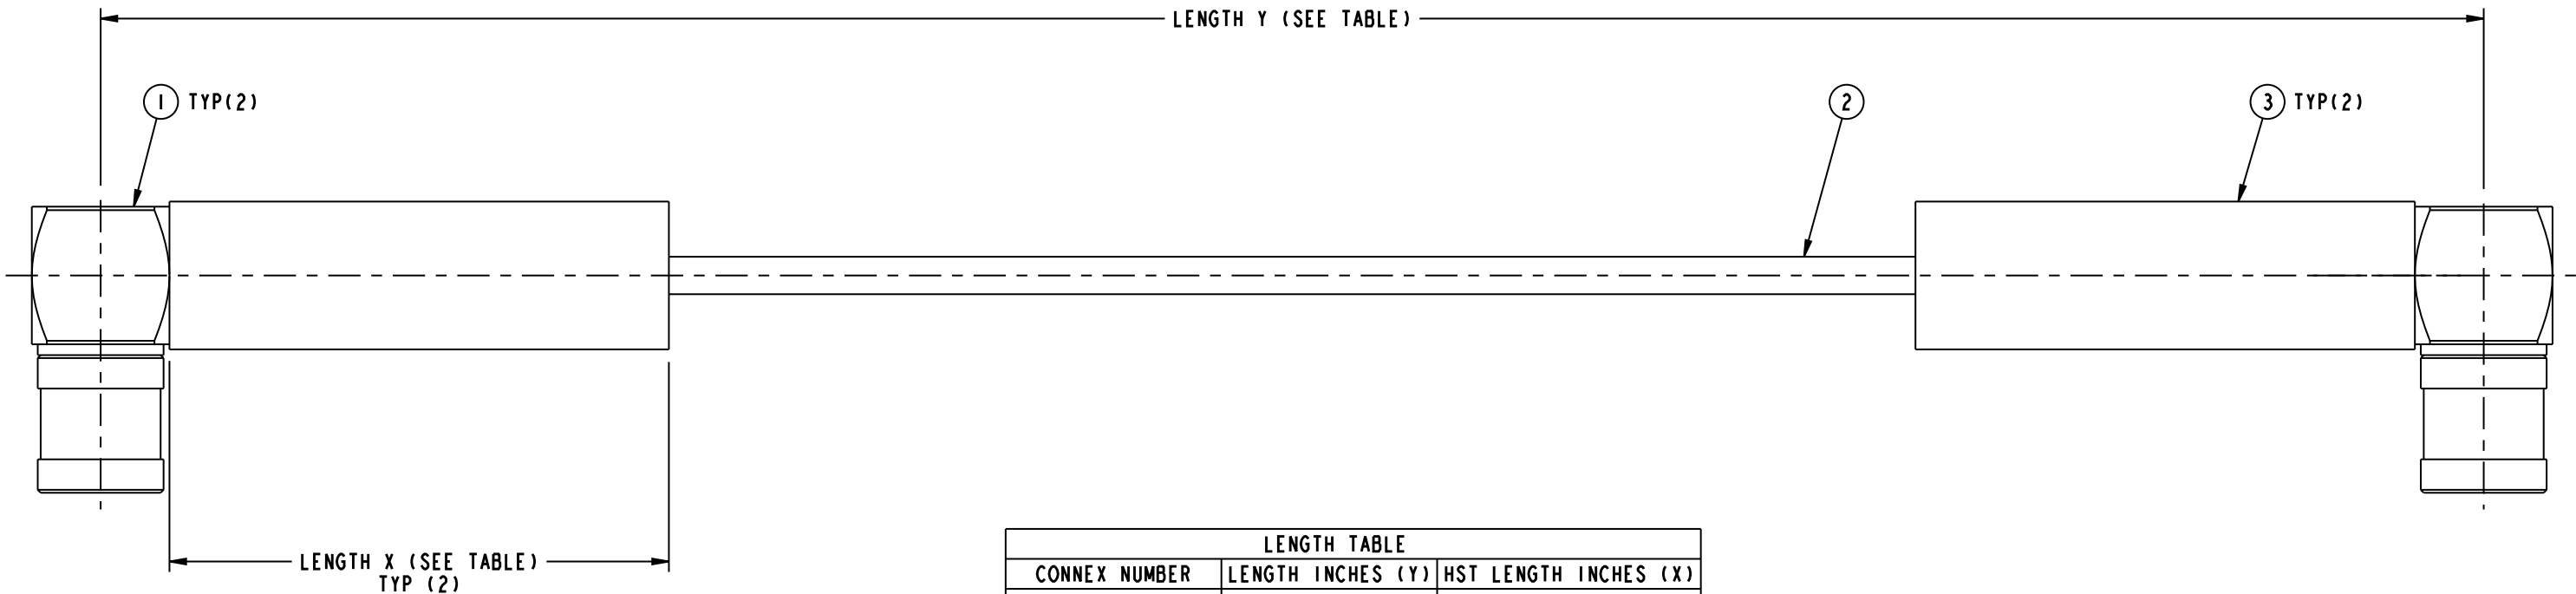 LENGTH Y (SEE TABLE)
1 TYP(2)
2
3 TYP(2)
LENGTH X (SEE TABLE)
TYP (2)
LENGTH TABLE
CONNEX NUMBER LENGTH INCHES (Y) HST LENGTH INCHES (X)